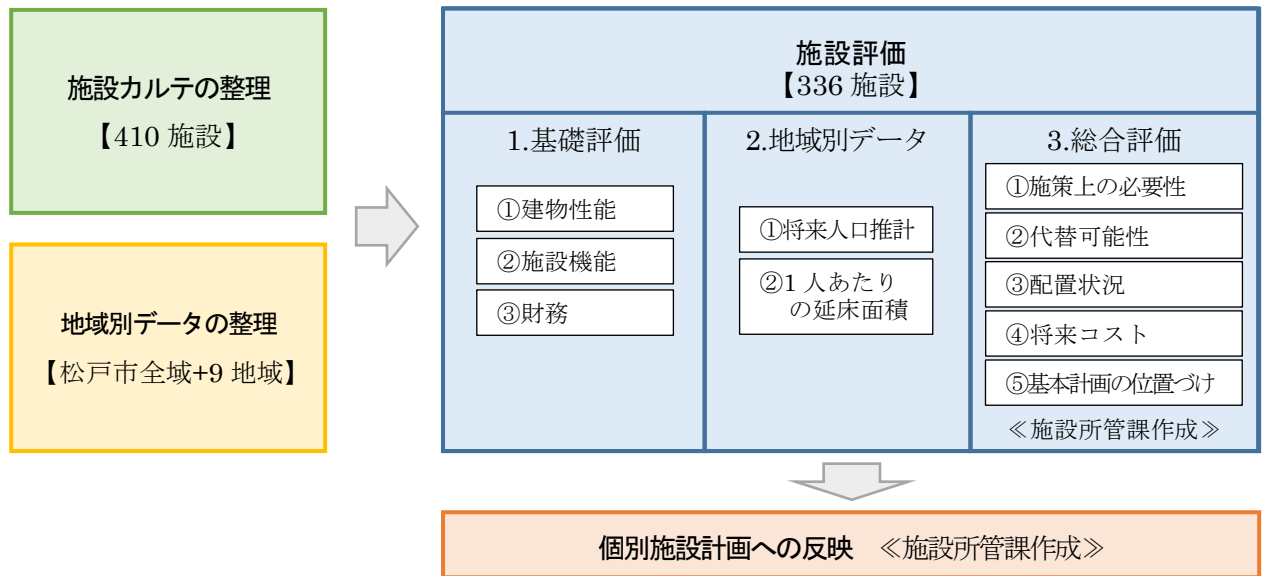 施設カルテの整理
【410 施設】
地域別データの整理
【松戸市全域+9 地域】
施設評価
【336 施設】
1.基礎評価
①建物性能
②施設機能
③財務
2.地域別データ
①将来人口推計
②1 人あたり
の延床面積
3.総合評価
①施策上の必要性
②代替可能性
③配置状況
④将来コスト
⑤基本計画の位置づけ
≪施設所管課作成≫
個別施設計画への反映 ≪施設所管課作成≫